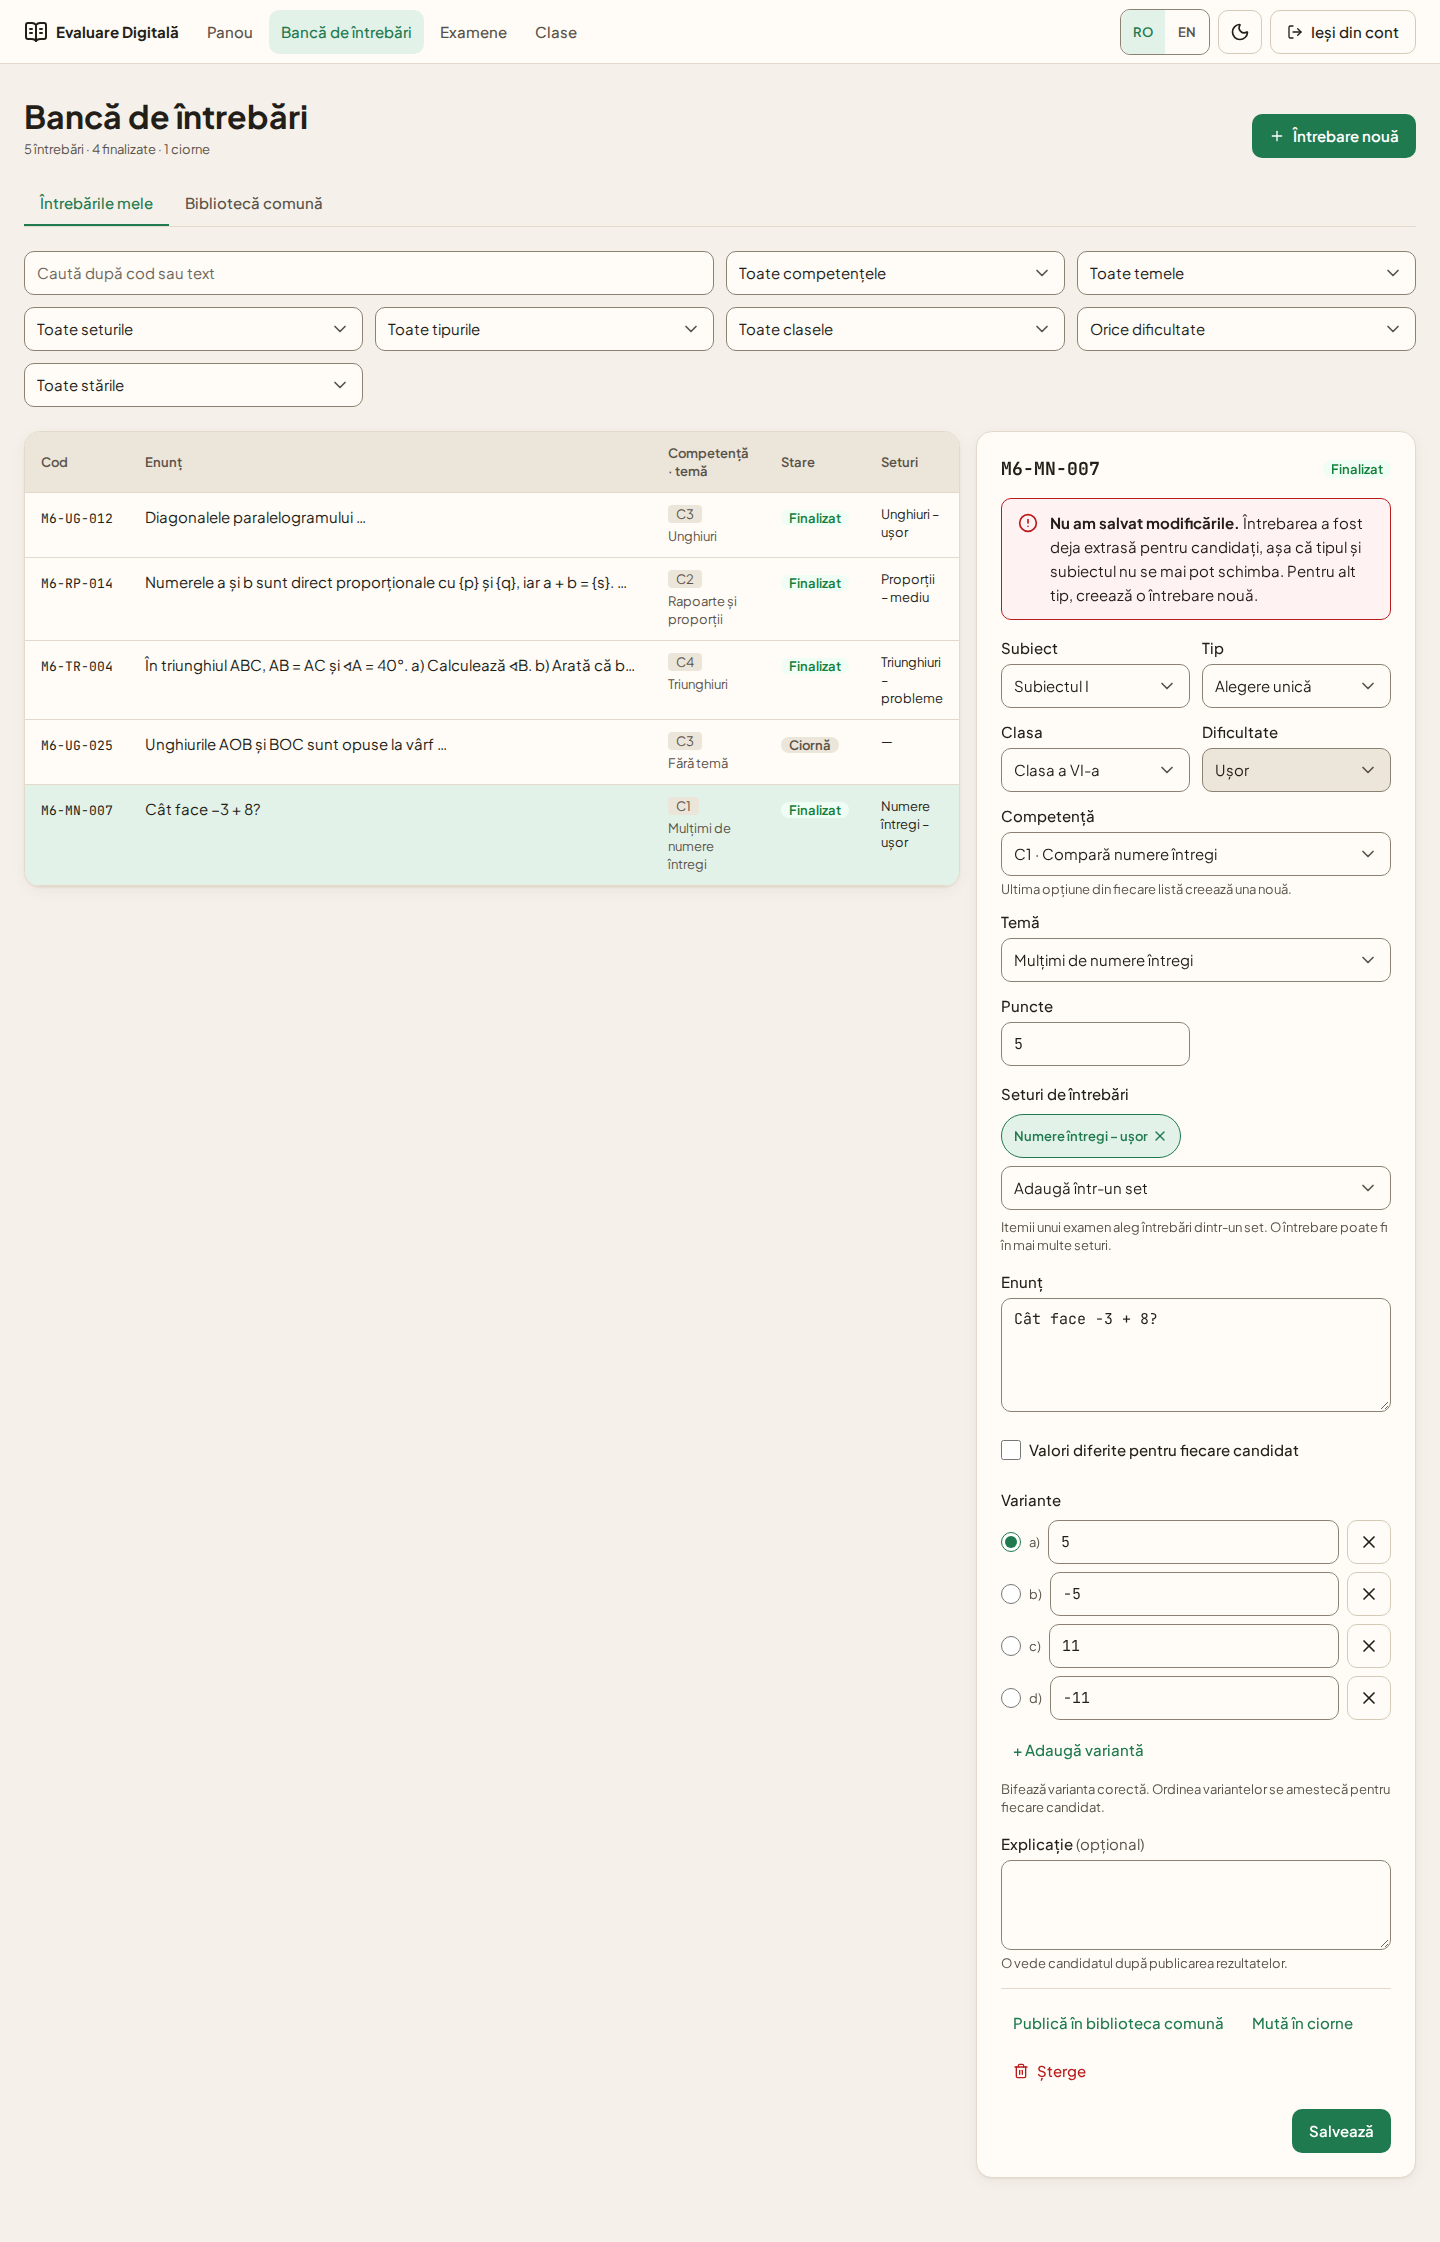 Evaluare Digitală
Panou
Bancă de întrebări
Examene
Clase
RO
EN
Ieși din cont
Bancă de întrebări
5 întrebări · 4 finalizate · 1 ciorne
+ Întrebare nouă
Întrebările mele
Bibliotecă comună
Caută după cod sau text
Toate competențele
Toate temele
Toate seturile
Toate tipurile
Toate clasele
Orice dificultate
Toate stările
Cod
Enunț
Competență
· temă
Stare
Seturi
M6-UG-012
Diagonalele paralelogramului ...
C3
Unghiuri
Finalizat
Unghiuri –
ușor
M6-RP-014
Numerele a și b sunt direct proporționale cu {p} și {q}, iar a + b = {s}. ...
C2
Rapoarte și
proporții
Finalizat
Proporții
– mediu
M6-TR-004
În triunghiul ABC, AB = AC și ∢A = 40°. a) Calculează ∢B. b) Arată că b...
C4
Triunghiuri
Finalizat
Triunghiuri
–
probleme
M6-UG-025
Unghiurile AOB și BOC sunt opuse la vârf ...
C3
Fără temă
Ciornă
—
M6-MN-007
Cât face −3 + 8?
C1
Mulțimi de
numere
întregi
Finalizat
Numere
întregi –
ușor
M6-MN-007
Finalizat
Nu am salvat modificările. Întrebarea a fost
deja extrasă pentru candidați, așa că tipul și
subiectul nu se mai pot schimba. Pentru alt
tip, creează o întrebare nouă.
Subiect
Tip
Subiectul I
Alegere unică
Clasa
Dificultate
Clasa a VI-a
Ușor
Competență
C1 · Compară numere întregi
Ultima opțiune din fiecare listă creează una nouă.
Temă
Mulțimi de numere întregi
Puncte
5
Seturi de întrebări
Numere întregi – ușor
Adaugă într-un set
Itemii unui examen aleg întrebări dintr-un set. O întrebare poate fi
în mai multe seturi.
Enunț
Cât face -3 + 8?
Valori diferite pentru fiecare candidat
Variante
a) 5
b) -5
c) 11
d) -11
+ Adaugă variantă
Bifează varianta corectă. Ordinea variantelor se amestecă pentru
fiecare candidat.
Explicație (opțional)
O vede candidatul după publicarea rezultatelor.
Publică în biblioteca comună
Mută în ciorne
Șterge
Salvează